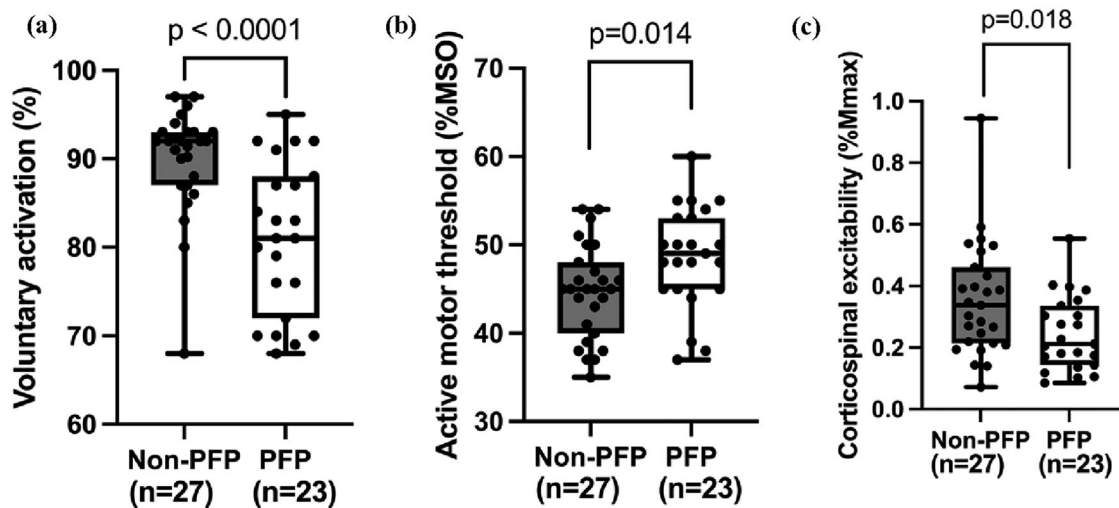 (a)
p < 0.0001
Voluntary activation (%)
100
90
80
70
60
Non-PFP
(n=27)
PFP
(n=23)
(b)
p=0.014
Active motor threshold (%MSO)
70
60
50
40
30
Non-PFP
(n=27)
PFP
(n=23)
(c)
p=0.018
Corticospinal excitability (%Mmax)
1.0
0.8
0.6
0.4
0.2
0.0
Non-PFP
(n=27)
PFP
(n=23)